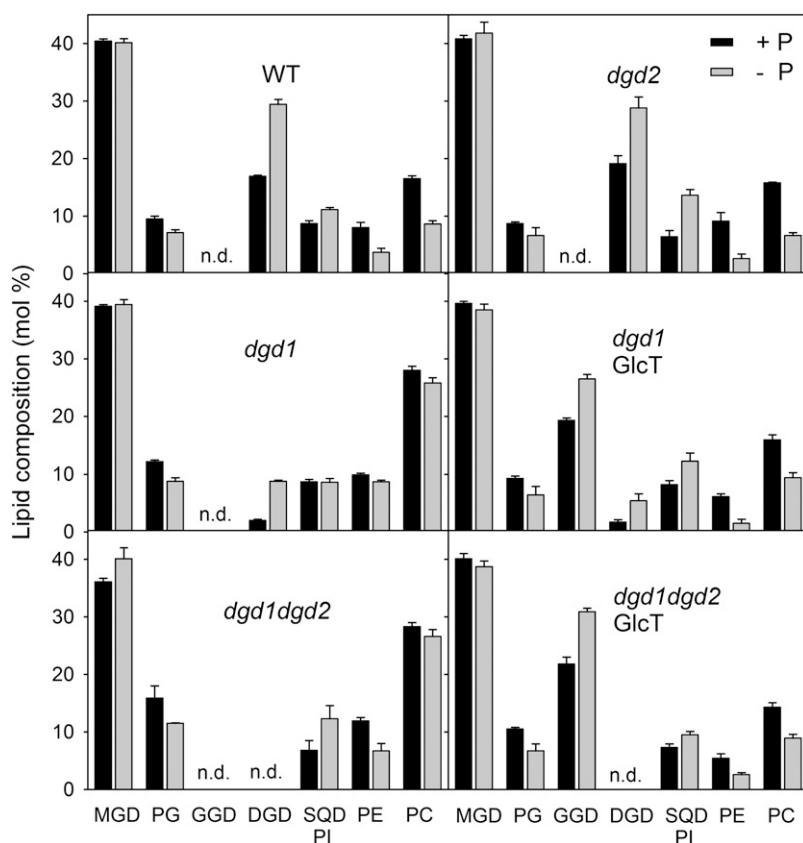 Lipid composition (mol %)
40
30
20
10
0
WT
n.d.
dgd2
n.d.
+ P
- P
40
30
20
10
0
dgd1
n.d.
dgd1
GlcT
40
30
20
10
0
dgd1dgd2
n.d.
n.d.
dgd1dgd2
GlcT
n.d.
MGD PG GGD DGD SQD PE PC MGD PG GGD DGD SQD PE PC
PI PI